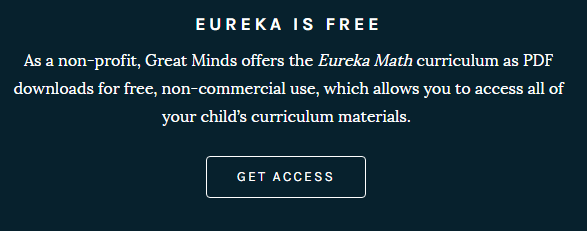 EUREKA IS FREE
As a non-profit, Great Minds offers the Eureka Math curriculum as PDF
downloads for free, non-commercial use, which allows you to access all of
your child’s curriculum materials.
GET ACCESS